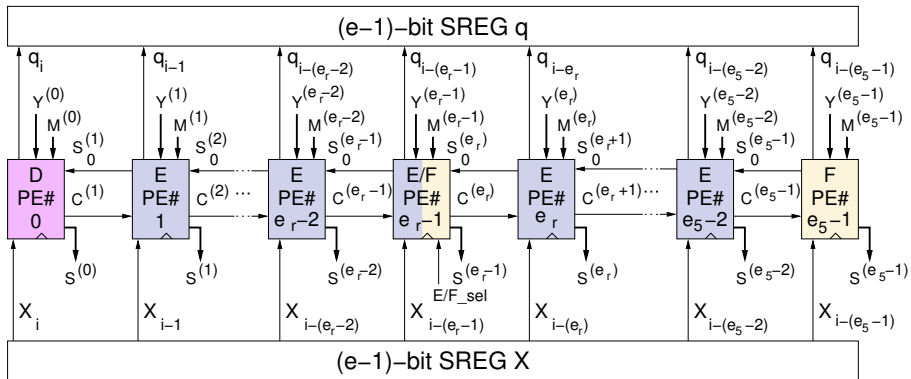 (e−1)−bit SREG q
q_i q_{i−1} q_{i−(e_r−2)} q_{i−(e_r−1)} q_{i−e_r} q_{i−(e_5−2)} q_{i−(e_5−1)}
Y^(0) Y^(1) Y^(e_r−2) Y^(e_r−1) Y^(e_r) Y^(e_5−2) Y^(e_5−1)
M^(0) M^(1) M^(e_r−2) M^(e_r−1) M^(e_r) M^(e_5−2) M^(e_5−1)
S_0^(1) S_0^(2) S_0^(e_r−1) S_0^(e_r) S_0^(e_r+1) S_0^(e_5−1)
D E E E/F E E F
PE# PE# PE# PE# PE# PE# PE#
C^(1) C^(2) ... C^(e_r−1) C^(e_r) C^(e_r+1) ... C^(e_5−1)
0 1 e_r−2 e_r−1 e_r e_5−2 e_5−1
S^(0) S^(1) S^(e_r−2) S^(e_r−1) S^(e_r) S^(e_5−2) S^(e_5−1)
E/F_sel
X_i X_{i−1} X_{i−(e_r−2)} X_{i−(e_r−1)} X_{i−(e_r)} X_{i−(e_5−2)} X_{i−(e_5−1)}
(e−1)−bit SREG X